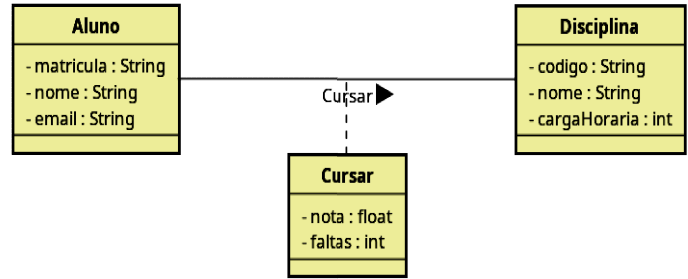 Aluno
- matricula : String
- nome : String
- email : String
Cursar
Disciplina
- codigo : String
- nome : String
- cargaHoraria : int
Cursar
- nota : float
- faltas : int